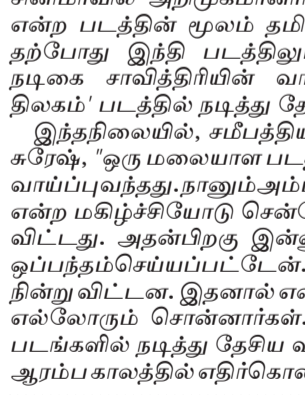 என்ற படத்தின் மூலம் தமி
தற்போது இந்தி படத்திலு
நடிகை சாவித்திரியின் வா
திலகம்' படத்தில் நடித்து தே
இந்தநிலையில், சமீபத்திய
சுரேஷ், "ஒரு மலையாள பட
வாய்ப்புவந்தது.நானும்அம்
என்ற மகிழ்ச்சியோடு சென்
விட்டது. அதன்பிறகு இன்
ஒப்பந்தம்செய்யப்பட்டேன்.
நின்று விட்டன. இதனால் என்
எல்லோரும் சொன்னார்கள்.
படங்களில் நடித்து தேசிய வ
ஆரம்ப காலத்தில் எதிர்கொ